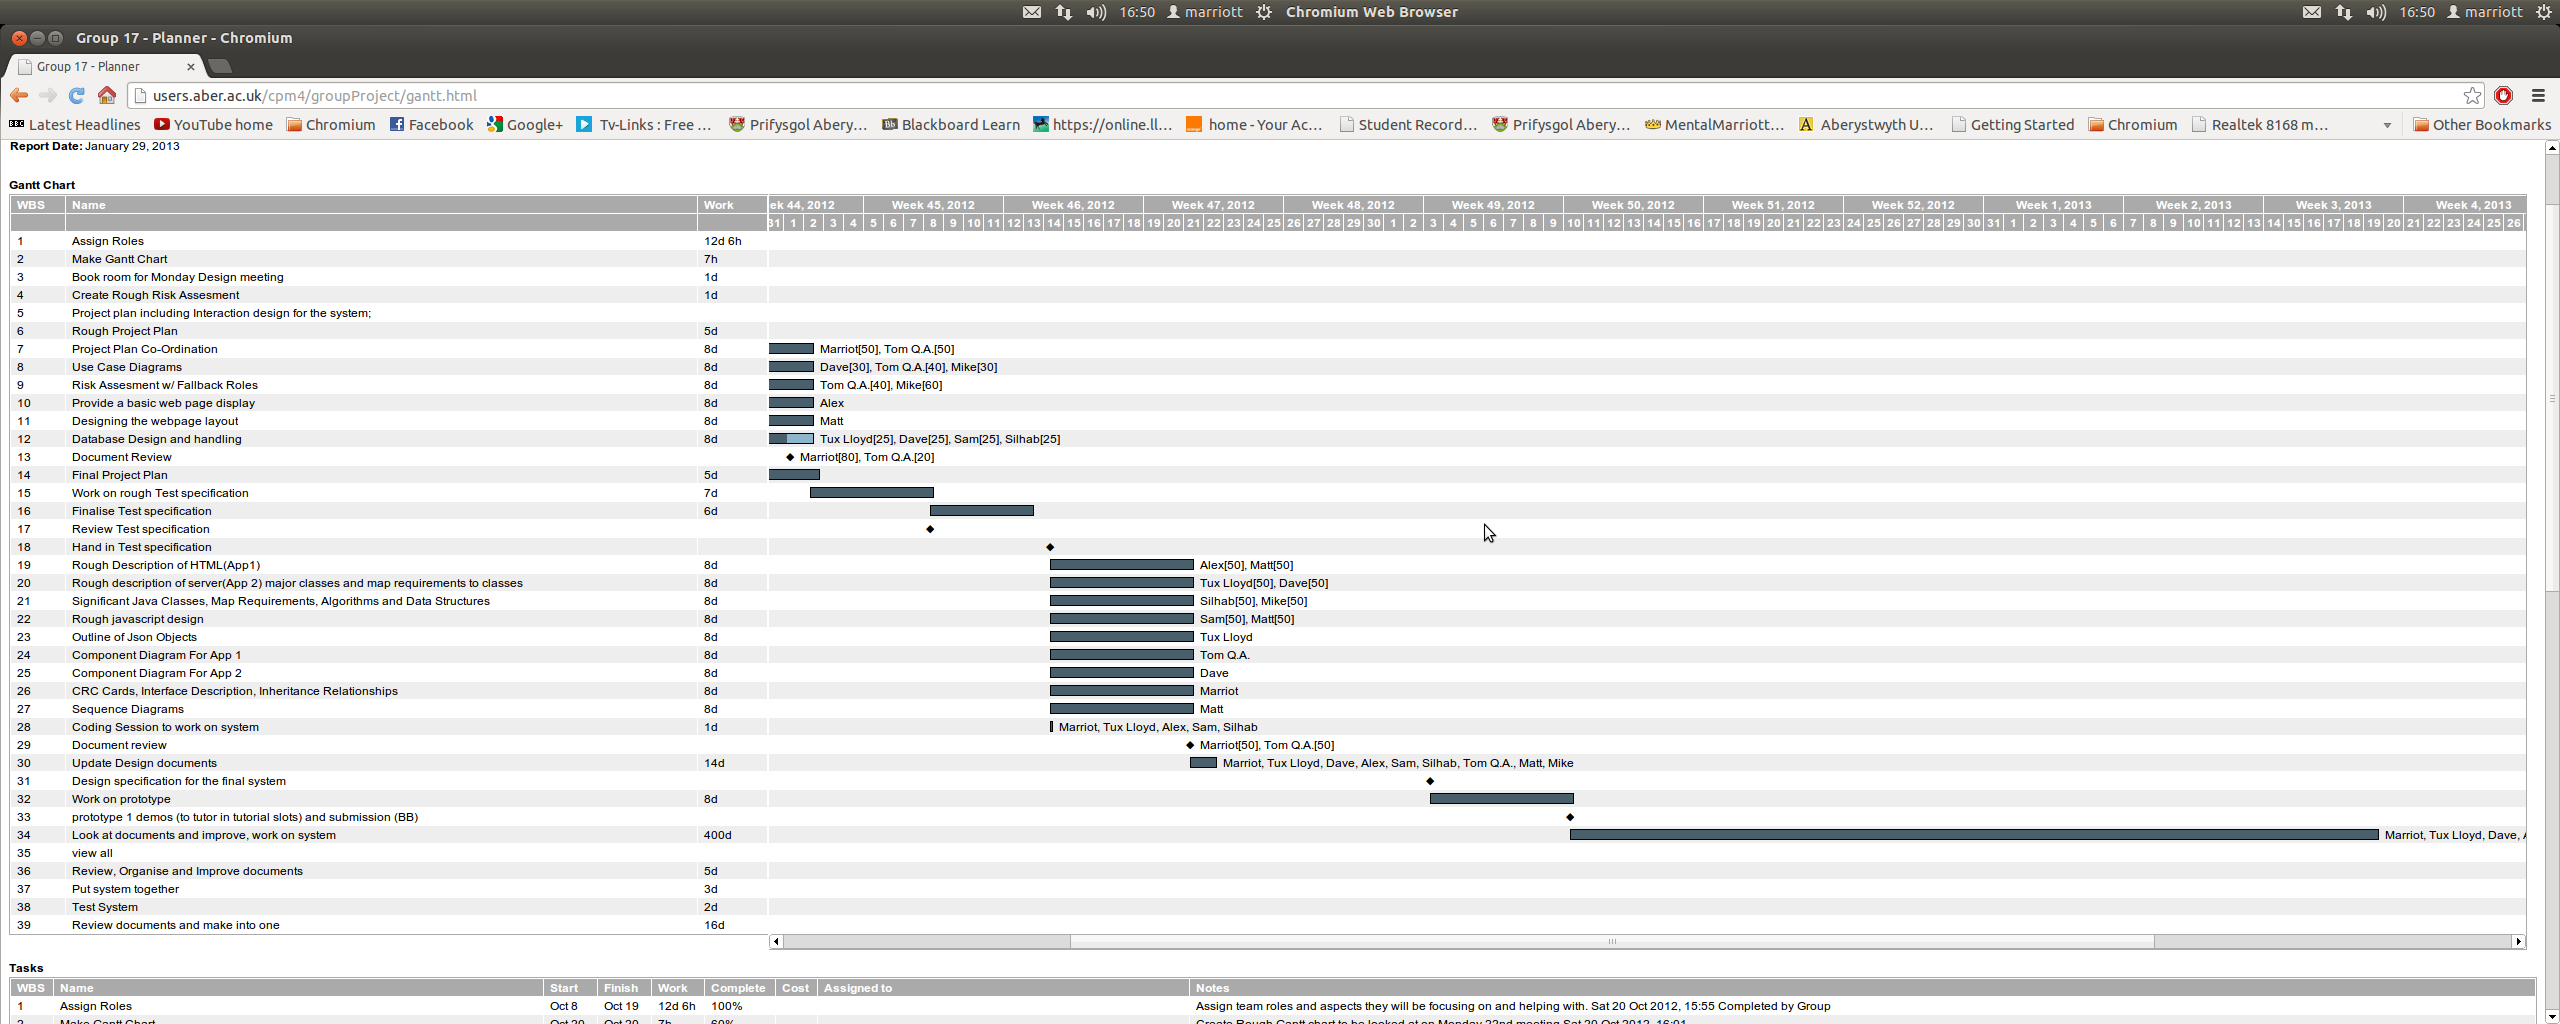 16:50 marriott Chromium Web Browser 16:50 marriott
Group 17 - Planner - Chromium
Group 17 - Planner
users.aber.ac.uk/cpm4/groupProject/gantt.html
Latest Headlines YouTube home Chromium Facebook Google+ Tv-Links : Free ... Prifysgol Abery... Blackboard Learn https://online.ll... home - Your Ac... Student Record... Prifysgol Abery... MentalMarriott... Aberystwyth U... Getting Started Chromium Realtek 8168 m... Other Bookmarks
Report Date: January 29, 2013
Gantt Chart
WBS Name Work ek 44, 2012 Week 45, 2012 Week 46, 2012 Week 47, 2012 Week 48, 2012 Week 49, 2012 Week 50, 2012 Week 51, 2012 Week 52, 2012 Week 1, 2013 Week 2, 2013 Week 3, 2013 Week 4, 2013
31 1 2 3 4 5 6 7 8 9 10 11 12 13 14 15 16 17 18 19 20 21 22 23 24 25 26 27 28 29 30 1 2 3 4 5 6 7 8 9 10 11 12 13 14 15 16 17 18 19 20 21 22 23 24 25 26 27 28 29 30 31 1 2 3 4 5 6 7 8 9 10 11 12 13 14 15 16 17 18 19 20 21 22 23 24 25 26
1 Assign Roles 12d 6h
2 Make Gantt Chart 7h
3 Book room for Monday Design meeting 1d
4 Create Rough Risk Assesment 1d
5 Project plan including Interaction design for the system;
6 Rough Project Plan 5d
7 Project Plan Co-Ordination 8d Marriot[50], Tom Q.A.[50]
8 Use Case Diagrams 8d Dave[30], Tom Q.A.[40], Mike[30]
9 Risk Assesment w/ Fallback Roles 8d Tom Q.A.[40], Mike[60]
10 Provide a basic web page display 8d Alex
11 Designing the webpage layout 8d Matt
12 Database Design and handling 8d Tux Lloyd[25], Dave[25], Sam[25], Silhab[25]
13 Document Review Marriot[80], Tom Q.A.[20]
14 Final Project Plan 5d
15 Work on rough Test specification 7d
16 Finalise Test specification 6d
17 Review Test specification
18 Hand in Test specification
19 Rough Description of HTML(App1) 8d Alex[50], Matt[50]
20 Rough description of server(App 2) major classes and map requirements to classes 8d Tux Lloyd[50], Dave[50]
21 Significant Java Classes, Map Requirements, Algorithms and Data Structures 8d Silhab[50], Mike[50]
22 Rough javascript design 8d Sam[50], Matt[50]
23 Outline of Json Objects 8d Tux Lloyd
24 Component Diagram For App 1 8d Tom Q.A.
25 Component Diagram For App 2 8d Dave
26 CRC Cards, Interface Description, Inheritance Relationships 8d Marriot
27 Sequence Diagrams 8d Matt
28 Coding Session to work on system 1d Marriot, Tux Lloyd, Alex, Sam, Silhab
29 Document review Marriot[50], Tom Q.A.[50]
30 Update Design documents 14d Marriot, Tux Lloyd, Dave, Alex, Sam, Silhab, Tom Q.A., Matt, Mike
31 Design specification for the final system
32 Work on prototype 8d
33 prototype 1 demos (to tutor in tutorial slots) and submission (BB)
34 Look at documents and improve, work on system 400d Marriot, Tux Lloyd, Dave,
35 view all
36 Review, Organise and Improve documents 5d
37 Put system together 3d
38 Test System 2d
39 Review documents and make into one 16d
Tasks
WBS Name Start Finish Work Complete Cost Assigned to Notes
1 Assign Roles Oct 8 Oct 19 12d 6h 100% Assign team roles and aspects they will be focusing on and helping with. Sat 20 Oct 2012, 15:55 Completed by Group
2 Make Gantt Chart Oct 20 Oct 20 7h 60% Create Rough Gantt chart to be looked at on Monday 22nd meeting Sat 20 Oct 2012, 16:01